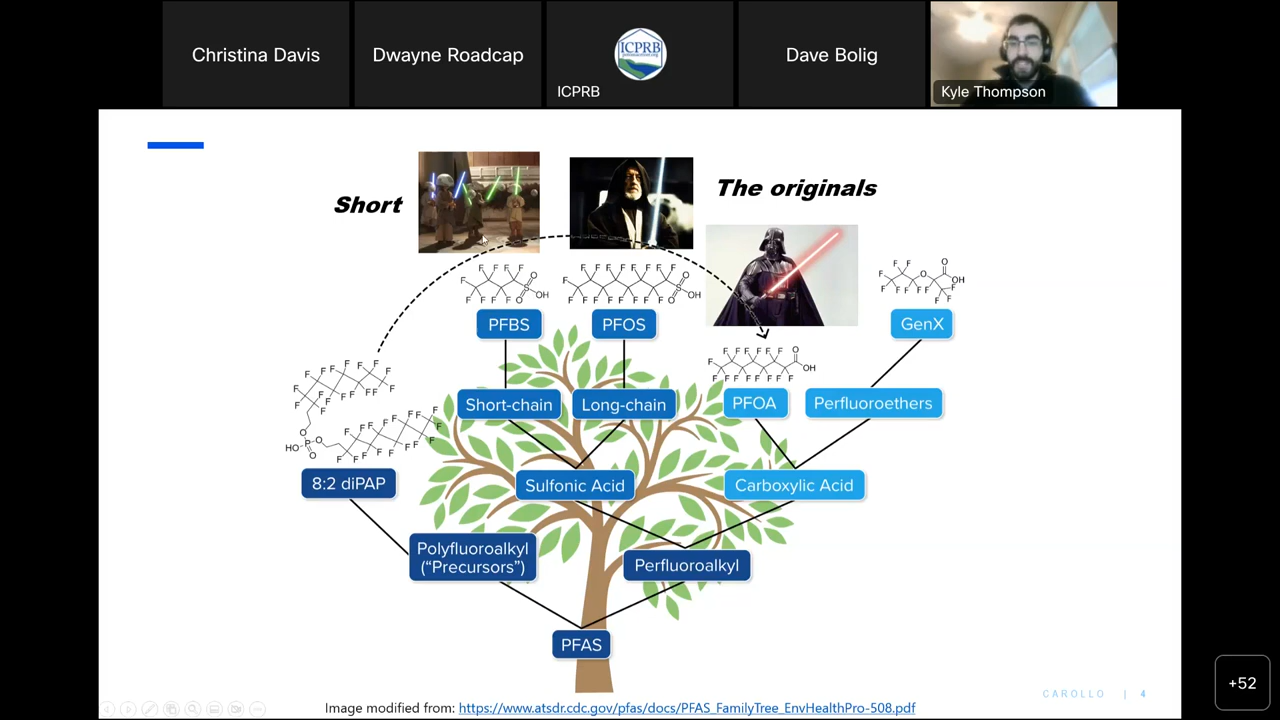 Christina Davis
Dwayne Roadcap
ICPRB
ICPRB
Dave Bolig
Kyle Thompson
Short
The originals
PFBS
PFOS
GenX
Short-chain
Long-chain
PFOA
Perfluoroethers
8:2 diPAP
Sulfonic Acid
Carboxylic Acid
Polyfluoroalkyl
("Precursors")
Perfluoroalkyl
PFAS
+52
CAROLLO | 4
Image modified from: https://www.atsdr.cdc.gov/pfas/docs/PFAS_FamilyTree_EnvHealthPro-508.pdf